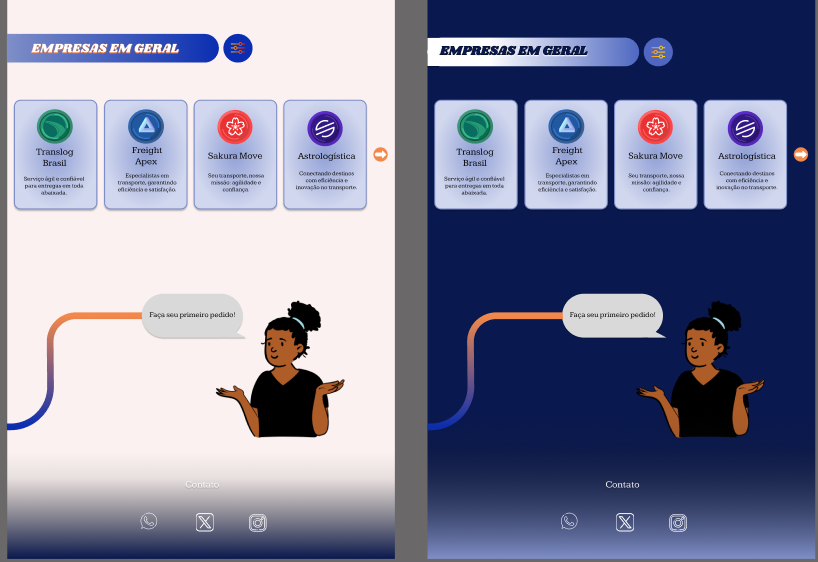 EMPRESAS EM GERAL
Translog
Brasil
Serviço ágil e confiável
para entregas em toda
abaixada.
Freight
Apex
Especialistas em
transporte, garantindo
eficiência e satisfação.
Sakura Move
Seu transporte, nossa
missão: agilidade e
confiança.
Astrologística
Conectando destinos
com eficiência e
inovação no transporte.
Faça seu primeiro pedido!
Contato
EMPRESAS EM GERAL
Translog
Brasil
Serviço ágil e confiável
para entregas em toda
abaixada.
Freight
Apex
Especialistas em
transporte, garantindo
eficiência e satisfação.
Sakura Move
Seu transporte, nossa
missão: agilidade e
confiança.
Astrologística
Conectando destinos
com eficiência e
inovação no transporte.
Faça seu primeiro pedido!
Contato